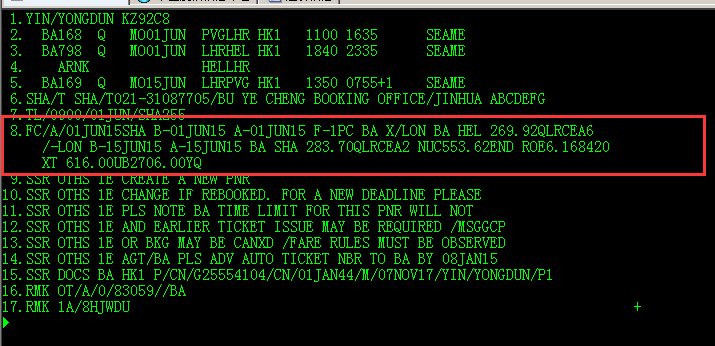 1.YIN/YONGDUN KZ92C8
2. BA168 Q MO01JUN PVGLHR HK1 1100 1635 SEAME
3. BA798 Q MO01JUN LHRHEL HK1 1840 2335 SEAME
4. ARNK HELLHR
5. BA169 Q MO15JUN LHRPVG HK1 1350 0755+1 SEAME
6.SHA/T SHA/T021-31087705/BU YE CHENG BOOKING OFFICE/JINHUA ABCDEFG
7.TL/0900/01JUN/SHA255
8.FC/A/01JUN15SHA B-01JUN15 A-01JUN15 F-1PC BA X/LON BA HEL 269.92QLRCEA6
/-LON B-15JUN15 A-15JUN15 BA SHA 283.70QLRCEA2 NUC553.62END ROE6.168420
XT 616.00UB2706.00YQ
9.SSR OTHS 1E CREATE A NEW PNR
10.SSR OTHS 1E CHANGE IF REBOOKED. FOR A NEW DEADLINE PLEASE
11.SSR OTHS 1E PLS NOTE BA TIME LIMIT FOR THIS PNR WILL NOT
12.SSR OTHS 1E AND EARLIER TICKET ISSUE MAY BE REQUIRED /MSGGCP
13.SSR OTHS 1E OR BKG MAY BE CANXD /FARE RULES MUST BE OBSERVED
14.SSR OTHS 1E AGT/BA PLS ADV AUTO TICKET NBR TO BA BY 08JAN15
15.SSR DOCS BA HK1 P/CN/G25554104/CN/01JAN44/M/07NOV17/YIN/YONGDUN/P1
16.RMK OT/A/0/83059//BA
17.RMK 1A/8HJWDU +